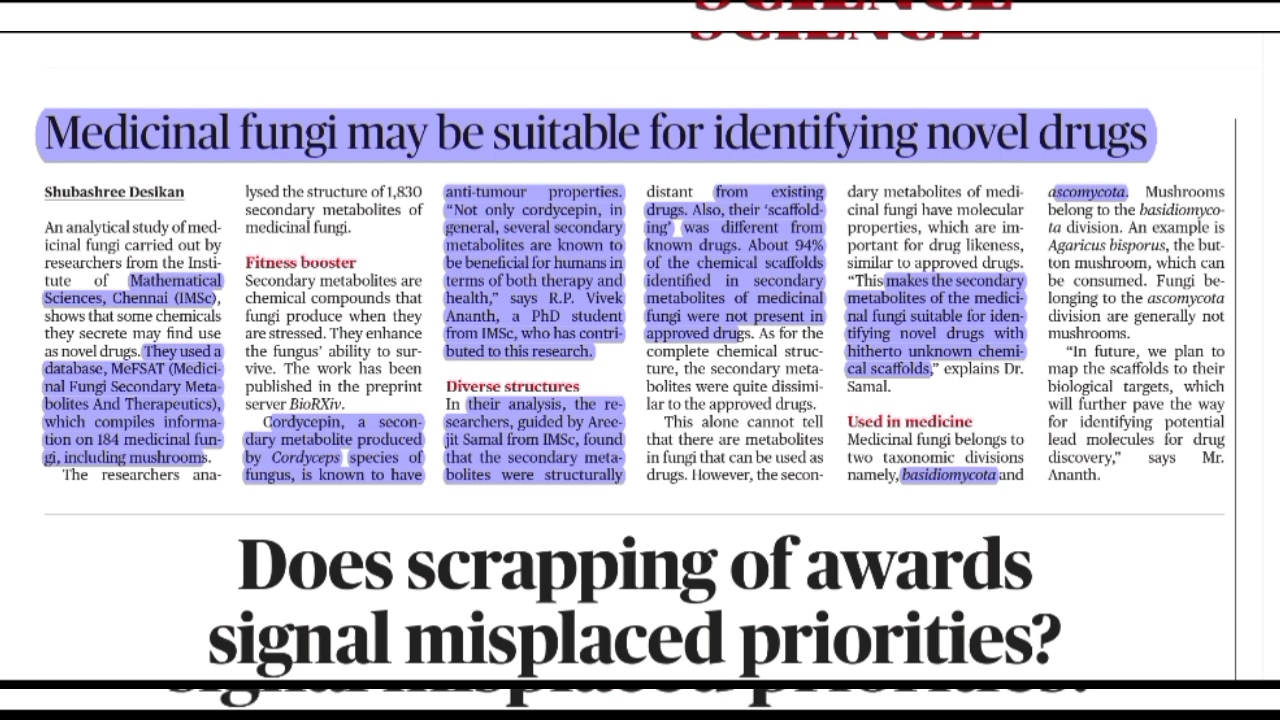 SCIENCE
SCIENCE
Medicinal fungi may be suitable for identifying novel drugs
Shubashree Desikan
An analytical study of med-
icinal fungi carried out by
researchers from the Insti-
tute of Mathematical
Sciences, Chennai (IMSc),
shows that some chemicals
they secrete may find use
as novel drugs. They used a
database, MeFSAT (Medici-
nal Fungi Secondary Meta-
bolites And Therapeutics),
which compiles informa-
tion on 184 medicinal fun-
gi, including mushrooms.
The researchers ana-
lysed the structure of 1,830
secondary metabolites of
medicinal fungi.
Fitness booster
Secondary metabolites are
chemical compounds that
fungi produce when they
are stressed. They enhance
the fungus' ability to sur-
vive. The work has been
published in the preprint
server BioRXiv.
Cordycepin, a secon-
dary metabolite produced
by Cordyceps species of
fungus, is known to have
anti-tumour properties.
"Not only cordycepin, in
general, several secondary
metabolites are known to
be beneficial for humans in
terms of both therapy and
health," says R.P. Vivek
Ananth, a PhD student
from IMSc, who has contri-
buted to this research.
Diverse structures
In their analysis, the re-
searchers, guided by Aree-
jit Samal from IMSc, found
that the secondary meta-
bolites were structurally
distant from existing
drugs. Also, their 'scaffold-
ing' was different from
known drugs. About 94%
of the chemical scaffolds
identified in secondary
metabolites of medicinal
fungi were not present in
approved drugs. As for the
complete chemical struc-
ture, the secondary meta-
bolites were quite dissimi-
lar to the approved drugs.
This alone cannot tell
that there are metabolites
in fungi that can be used as
drugs. However, the secon-
dary metabolites of medi-
cinal fungi have molecular
properties, which are im-
portant for drug likeness,
similar to approved drugs.
"This makes the secondary
metabolites of the medici-
nal fungi suitable for iden-
tifying novel drugs with
hitherto unknown chemi-
cal scaffolds," explains Dr.
Samal.
Used in medicine
Medicinal fungi belongs to
two taxonomic divisions
namely, basidiomycota and
ascomycota. Mushrooms
belong to the basidiomyco-
ta division. An example is
Agaricus bisporus, the but-
ton mushroom, which can
be consumed. Fungi be-
longing to the ascomycota
division are generally not
mushrooms.
"In future, we plan to
map the scaffolds to their
biological targets, which
will further pave the way
for identifying potential
lead molecules for drug
discovery," says Mr.
Ananth.
Does scrapping of awards
signal misplaced priorities?
signal misplaced priorities?